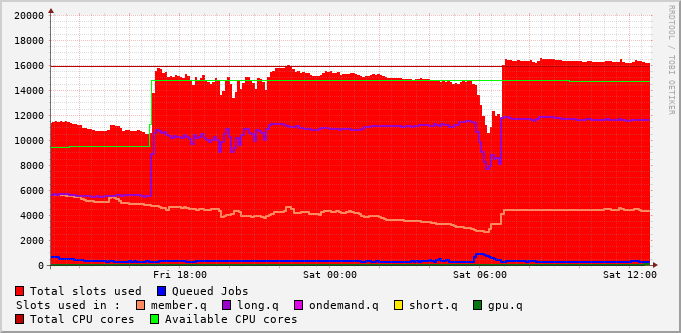 20000
18000
16000
14000
12000
10000
8000
6000
4000
2000
0
Fri 18:00 Sat 00:00 Sat 06:00 Sat 12:00
RRDTOOL / TOBI OETIKER
Total slots used Queued Jobs
Slots used in : member.q long.q ondemand.q short.q gpu.q
Total CPU cores Available CPU cores